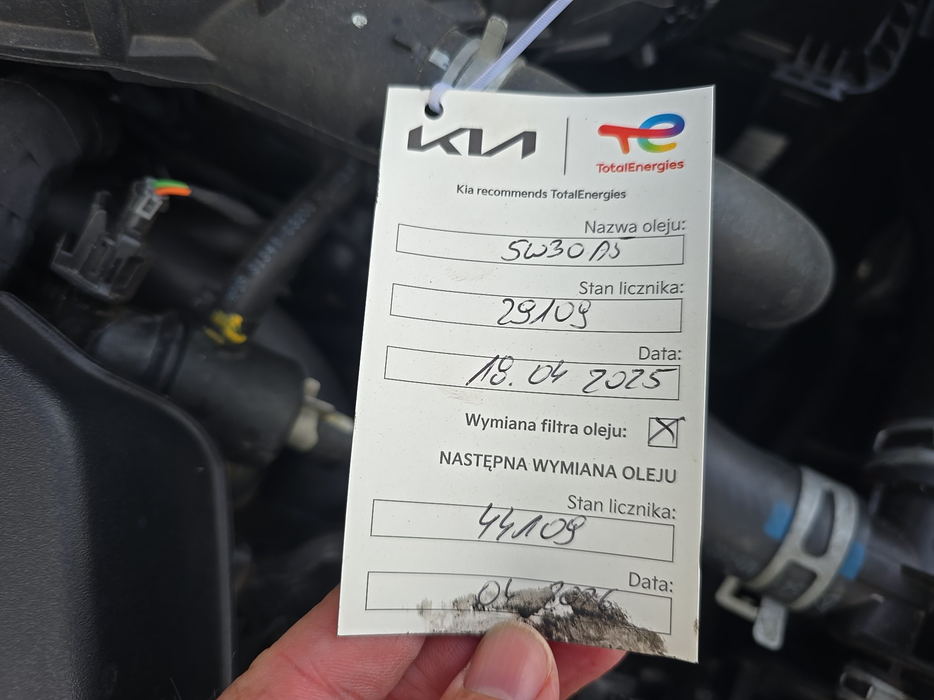 KIA
TotalEnergies
Kia recommends TotalEnergies
Nazwa oleju:
5W30 A5
Stan licznika:
29109
Data:
18.04 2025
Wymiana filtra oleju:
NASTĘPNA WYMIANA OLEJU
Stan licznika:
44109
Data:
04